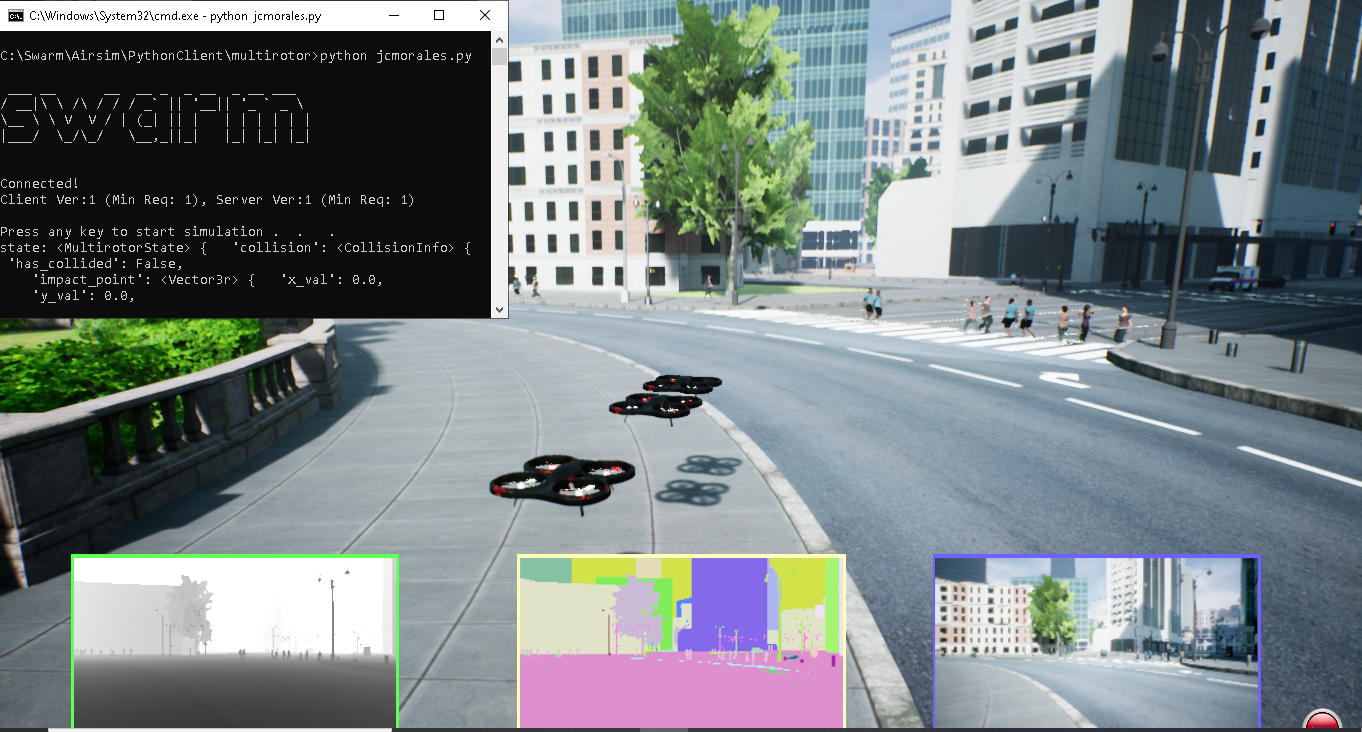 C:\Windows\System32\cmd.exe - python jcmorales.py
C:\Swarm\Airsim\PythonClient\multirotor>python jcmorales.py
swarm
Connected!
Client Ver:1 (Min Req: 1), Server Ver:1 (Min Req: 1)
Press any key to start simulation . . .
state: <MultirotorState> { 'collision': <CollisionInfo> {
'has_collided': False,
'impact_point': <Vector3r> { 'x_val': 0.0,
'y_val': 0.0,